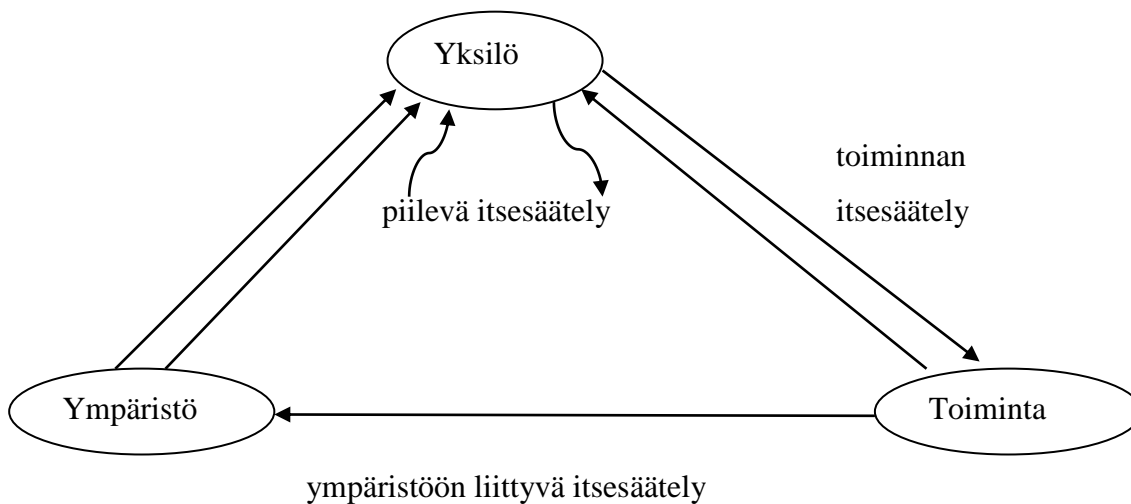 Yksilö
toiminnan
itsesäätely
piilevä itsesäätely
Ympäristö
Toiminta
ympäristöön liittyvä itsesäätely